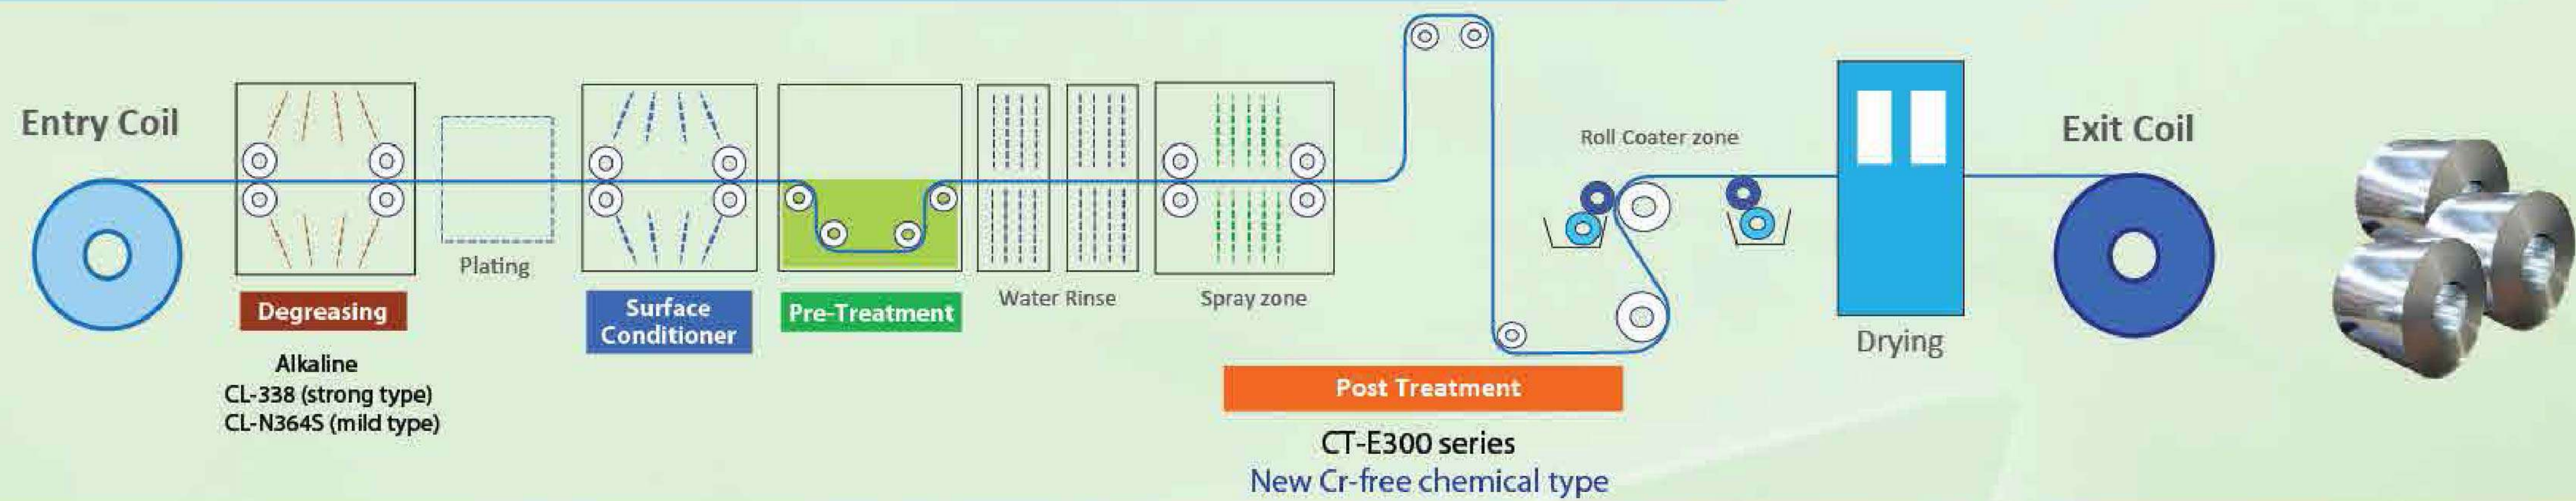 Entry Coil
Plating
Degreasing
Alkaline
CL-338 (strong type)
CL-N364S (mild type)
Surface
Conditioner
Pre-Treatment
Water Rinse
Spray zone
Roll Coater zone
Post Treatment
CT-E300 series
New Cr-free chemical type
Drying
Exit Coil